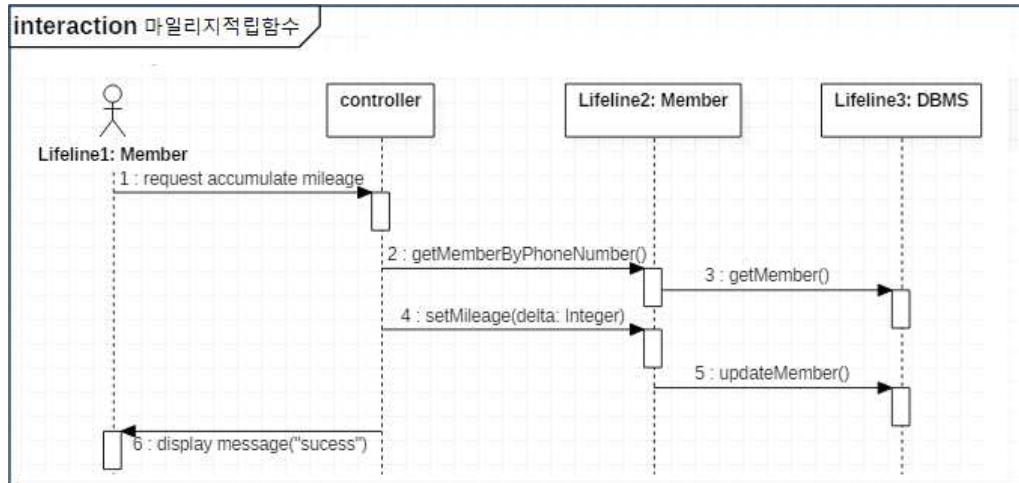 interaction 마일리지적립함수
controller
Lifeline2: Member
Lifeline3: DBMS
Lifeline1: Member
1 : request accumulate mileage
2 : getMemberByPhoneNumber()
3 : getMember()
4 : setMileage(delta: Integer)
5 : updateMember()
6 : display message("sucess")